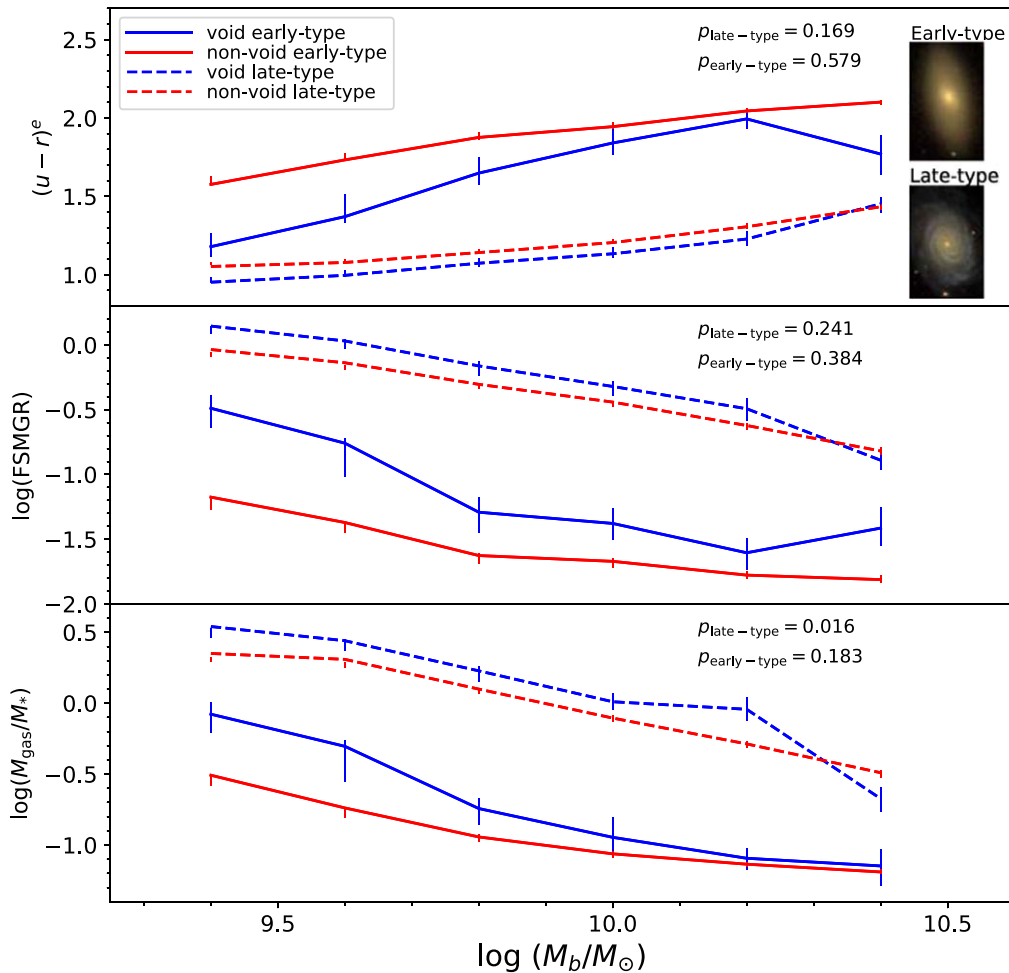 void early-type
non-void early-type
void late-type
non-void late-type
p_late−type = 0.169
p_early−type = 0.579
Early-type
Late-type
2.5
2.0
1.5
1.0
(u − r)^e
p_late−type = 0.241
p_early−type = 0.384
0.0
−0.5
−1.0
−1.5
−2.0
log(FSMGR)
p_late−type = 0.016
p_early−type = 0.183
0.5
0.0
−0.5
−1.0
log(M_gas/M_*)
9.5 10.0 10.5
log (M_b/M_⊙)